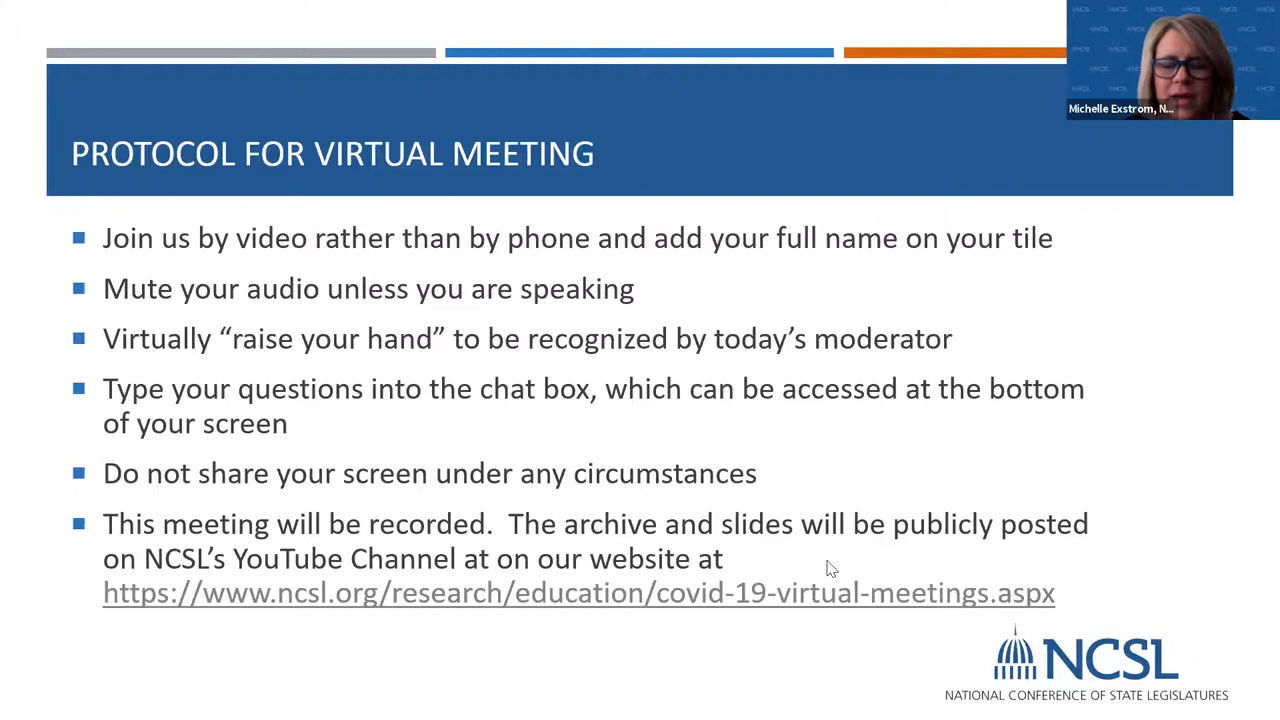 Michelle Exstrom, N...
PROTOCOL FOR VIRTUAL MEETING
Join us by video rather than by phone and add your full name on your tile
Mute your audio unless you are speaking
Virtually “raise your hand” to be recognized by today’s moderator
Type your questions into the chat box, which can be accessed at the bottom
of your screen
Do not share your screen under any circumstances
This meeting will be recorded.  The archive and slides will be publicly posted
on NCSL’s YouTube Channel at on our website at
https://www.ncsl.org/research/education/covid-19-virtual-meetings.aspx
NCSL
NATIONAL CONFERENCE OF STATE LEGISLATURES